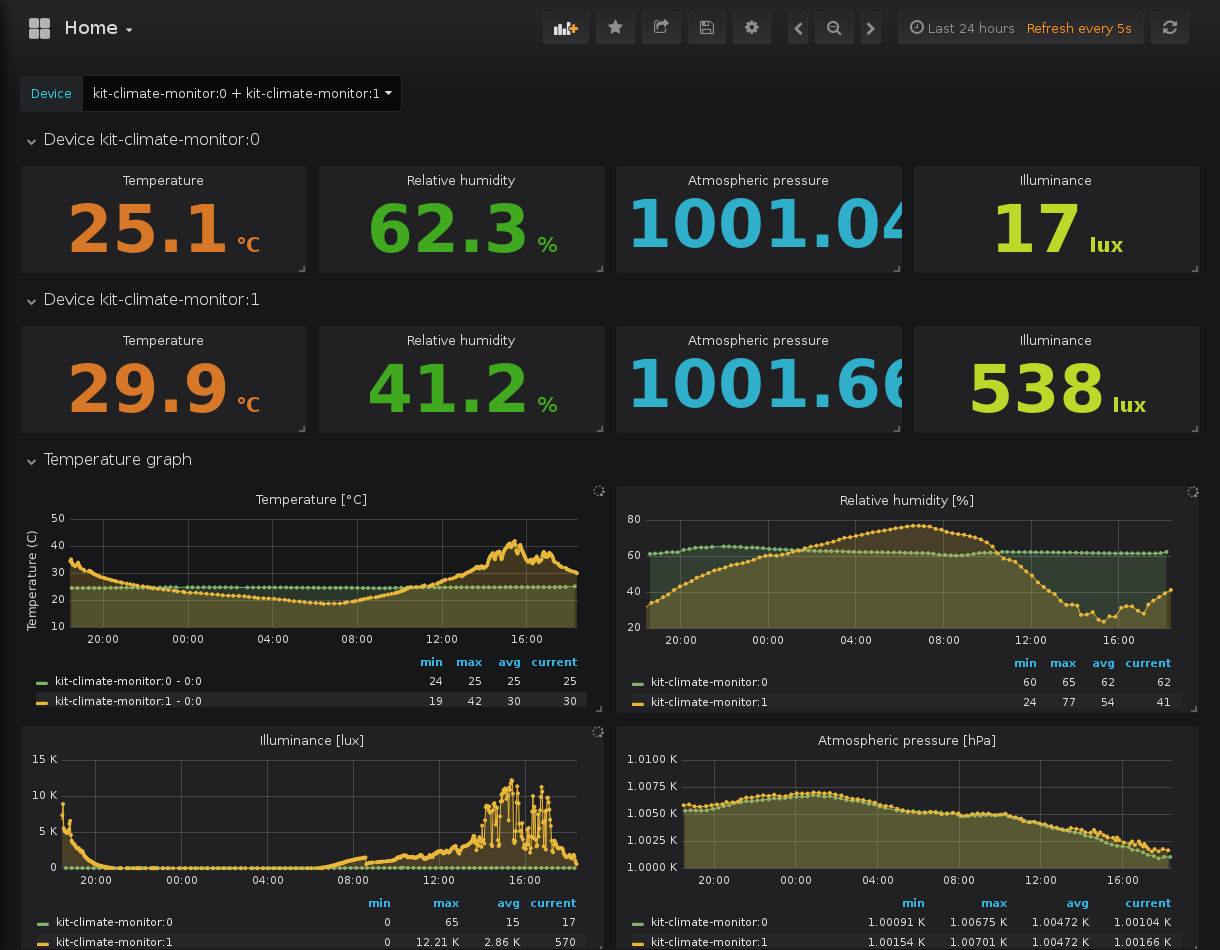 Home
Last 24 hours Refresh every 5s
Device kit-climate-monitor:0 + kit-climate-monitor:1
Device kit-climate-monitor:0
Temperature Relative humidity Atmospheric pressure Illuminance
25.1 °C 62.3 % 1001.04 17 lux
Device kit-climate-monitor:1
Temperature Relative humidity Atmospheric pressure Illuminance
29.9 °C 41.2 % 1001.66 538 lux
Temperature graph
Temperature [°C]
Temperature (C)
50
40
30
20
10
20:00 00:00 04:00 08:00 12:00 16:00
min max avg current
kit-climate-monitor:0 - 0:0 24 25 25 25
kit-climate-monitor:1 - 0:0 19 42 30 30
Relative humidity [%]
80
60
40
20
20:00 00:00 04:00 08:00 12:00 16:00
min max avg current
kit-climate-monitor:0 60 65 62 62
kit-climate-monitor:1 24 77 54 41
Illuminance [lux]
15 K
10 K
5 K
0
20:00 00:00 04:00 08:00 12:00 16:00
min max avg current
kit-climate-monitor:0 0 65 15 17
kit-climate-monitor:1 0 12.21 K 2.86 K 570
Atmospheric pressure [hPa]
1.0100 K
1.0075 K
1.0050 K
1.0025 K
1.0000 K
20:00 00:00 04:00 08:00 12:00 16:00
min max avg current
kit-climate-monitor:0 1.00091 K 1.00675 K 1.00472 K 1.00104 K
kit-climate-monitor:1 1.00154 K 1.00701 K 1.00472 K 1.00166 K